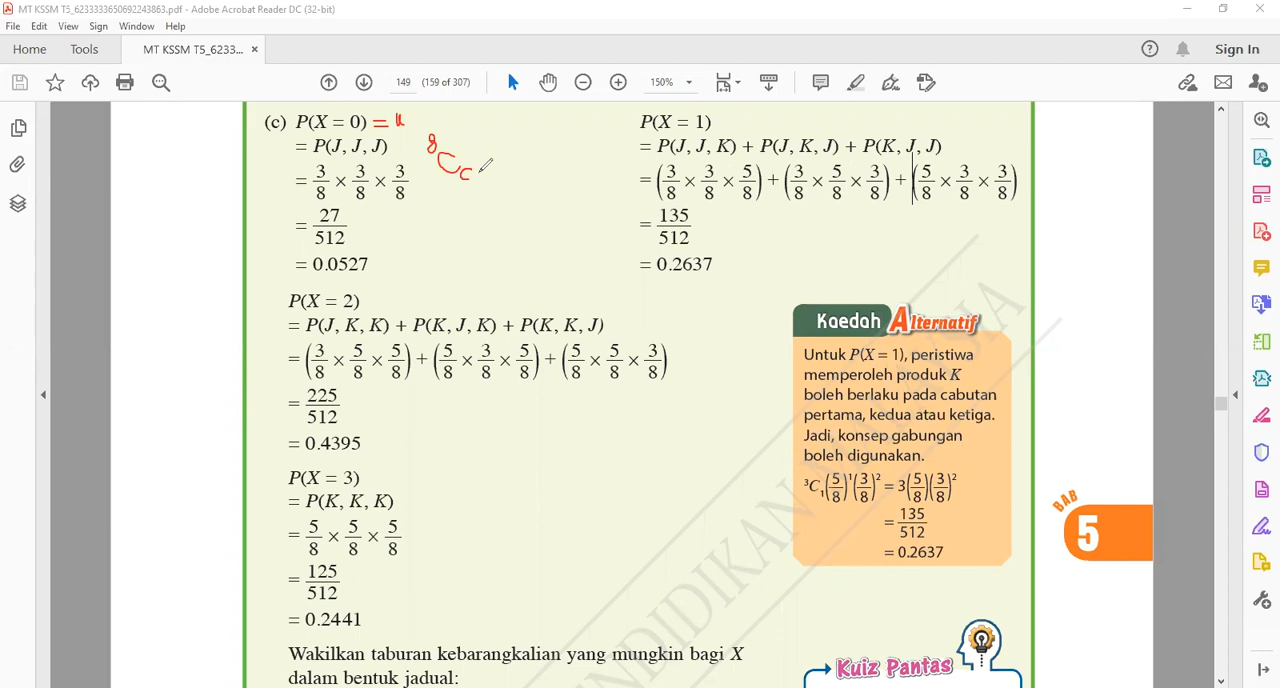 MT KSSM T5_6233333650692243863.pdf - Adobe Acrobat Reader DC (32-bit)
File Edit View Sign Window Help
Home Tools MT KSSM T5_6233... × Sign In
149 (159 of 307) 150%
(c) P(X = 0) =
= P(J, J, J)
8 C
= 3/8 × 3/8 × 3/8
= 27/512
= 0.0527
P(X = 1)
= P(J, J, K) + P(J, K, J) + P(K, J, J)
= (3/8 × 3/8 × 5/8) + (3/8 × 5/8 × 3/8) + (5/8 × 3/8 × 3/8)
= 135/512
= 0.2637
P(X = 2)
= P(J, K, K) + P(K, J, K) + P(K, K, J)
= (3/8 × 5/8 × 5/8) + (5/8 × 3/8 × 5/8) + (5/8 × 5/8 × 3/8)
= 225/512
= 0.4395
P(X = 3)
= P(K, K, K)
= 5/8 × 5/8 × 5/8
= 125/512
= 0.2441
Wakilkan taburan kebarangkalian yang mungkin bagi X
dalam bentuk jadual:
Kaedah Alternatif
Untuk P(X = 1), peristiwa
memperoleh produk K
boleh berlaku pada cabutan
pertama, kedua atau ketiga.
Jadi, konsep gabungan
boleh digunakan.
³C₁(5/8)¹(3/8)² = 3(5/8)(3/8)²
= 135/512
= 0.2637
BAB
5
Kuiz Pantas
PENDIDIKAN MALAYSIA